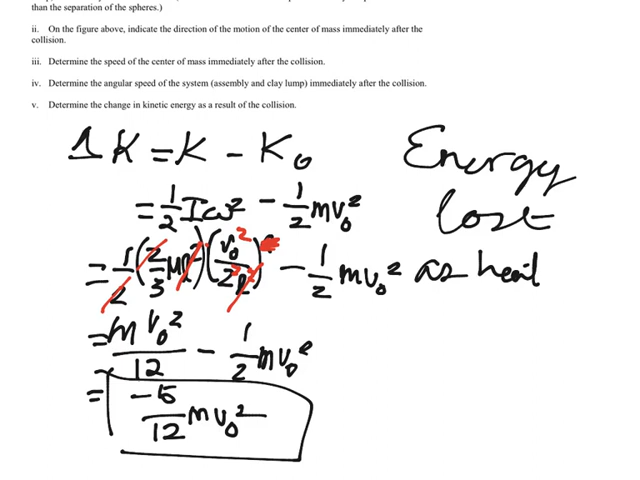 than the separation of the spheres.)
ii. On the figure above, indicate the direction of the motion of the center of mass immediately after the
collision.
iii. Determine the speed of the center of mass immediately after the collision.
iv. Determine the angular speed of the system (assembly and clay lump) immediately after the collision.
v. Determine the change in kinetic energy as a result of the collision.
ΔK = K - K₀
Energy lost as heat
= 1/2 Iω² - 1/2 mv₀²
= 1/2 (2/3 Ml²)(v₀²/2²l²) - 1/2 mv₀²
= mv₀²/12 - 1/2 mv₀²
= -5/12 mv₀²